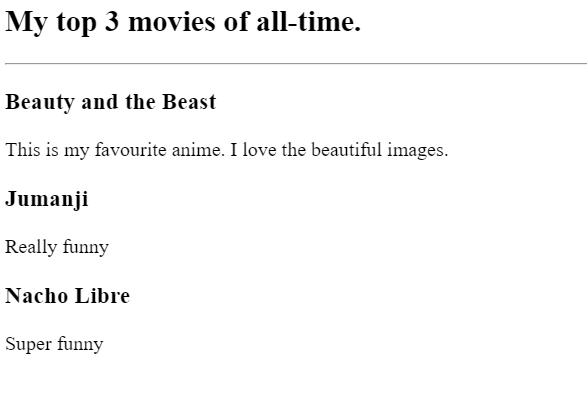 My top 3 movies of all-time.
Beauty and the Beast
This is my favourite anime. I love the beautiful images.
Jumanji
Really funny
Nacho Libre
Super funny